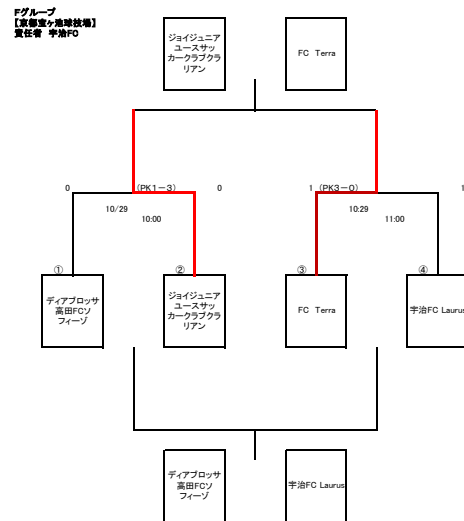 Fグループ
【京都宝ヶ池球技場】
責任者 宇治FC
ジョイジュニア
ユースサッ
カークラブクラ
リアン
FC Terra
0 (PK1-3) 0 1 (PK3-0) 1
10/29 10:29
10:00 11:00
① ② ③ ④
ディアブロッサ
高田FCソ
フィーゾ
ジョイジュニア
ユースサッ
カークラブクラ
リアン
FC Terra
宇治FC Laurus
ディアブロッサ
高田FCソ
フィーゾ
宇治FC Laurus